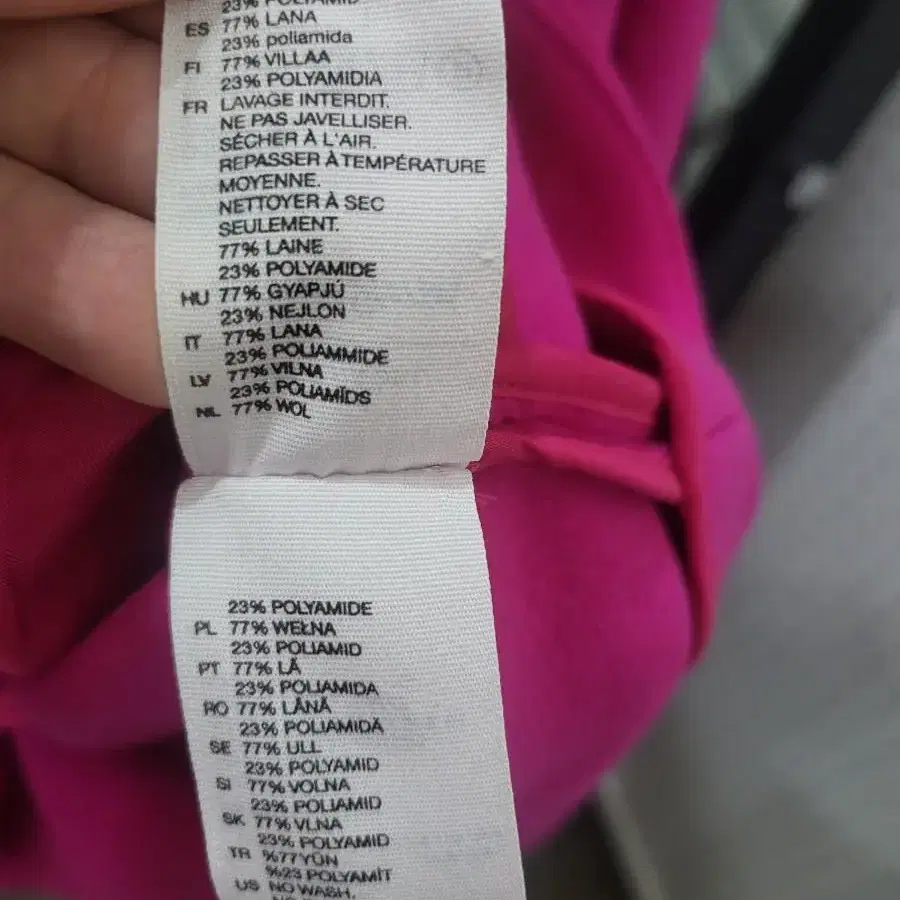 23% POLYAMID
ES 77% LANA
23% poliamida
FI 77% VILLAA
23% POLYAMIDIA
FR LAVAGE INTERDIT.
NE PAS JAVELLISER.
SÉCHER À L'AIR.
REPASSER À TEMPÉRATURE
MOYENNE.
NETTOYER À SEC
SEULEMENT.
77% LAINE
23% POLYAMIDE
HU 77% GYAPJÚ
23% NEJLON
IT 77% LANA
23% POLIAMMIDE
LV 77% VILNA
23% POLIAMĪDS
NL 77% WOL
23% POLYAMIDE
PL 77% WEŁNA
23% POLIAMID
PT 77% LÃ
23% POLIAMIDA
RO 77% LÂNĂ
23% POLIAMIDĂ
SE 77% ULL
23% POLYAMID
SI 77% VOLNA
23% POLIAMID
SK 77% VLNA
23% POLYAMID
TR %77 YÜN
%23 POLYAMİT
US NO WASH.